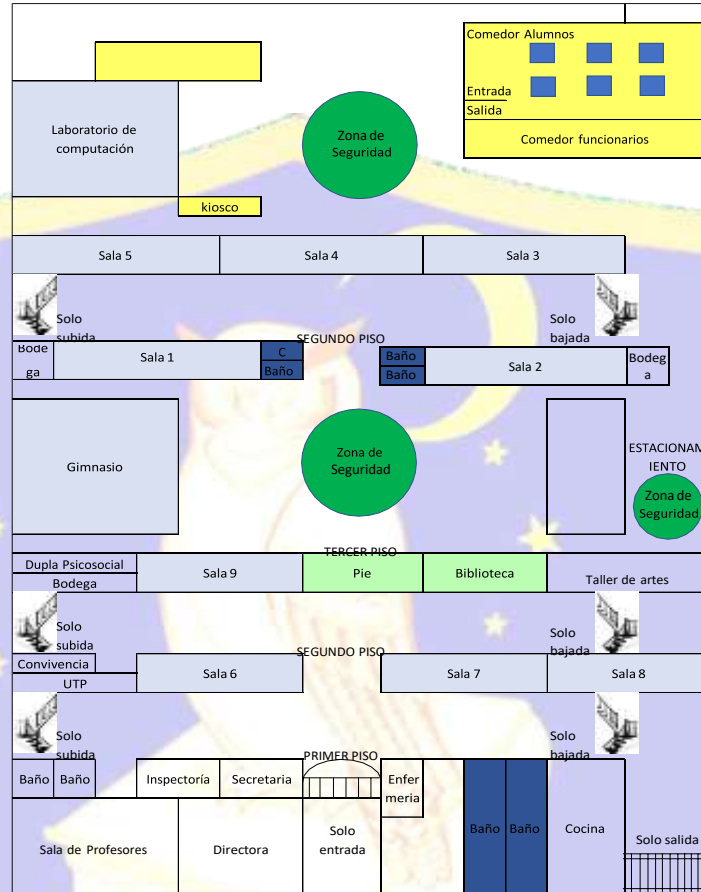 Comedor Alumnos
Entrada
Salida
Comedor funcionarios
Laboratorio de
computación
Zona de
Seguridad
kiosco
Sala 5
Sala 4
Sala 3
Solo
subida
Solo
bajada
SEGUNDO PISO
Bode
ga
Sala 1
C
Baño
Baño
Baño
Sala 2
Bodeg
a
Gimnasio
Zona de
Seguridad
ESTACIONAM
IENTO
Zona de
Seguridad
TERCER PISO
Dupla Psicosocial
Bodega
Sala 9
Pie
Biblioteca
Taller de artes
Solo
subida
Solo
bajada
SEGUNDO PISO
Convivencia
UTP
Sala 6
Sala 7
Sala 8
Solo
subida
Solo
bajada
PRIMER PISO
Baño
Baño
Inspectoría
Secretaria
Enfer
meria
Sala de Profesores
Directora
Solo
entrada
Baño
Baño
Cocina
Solo salida